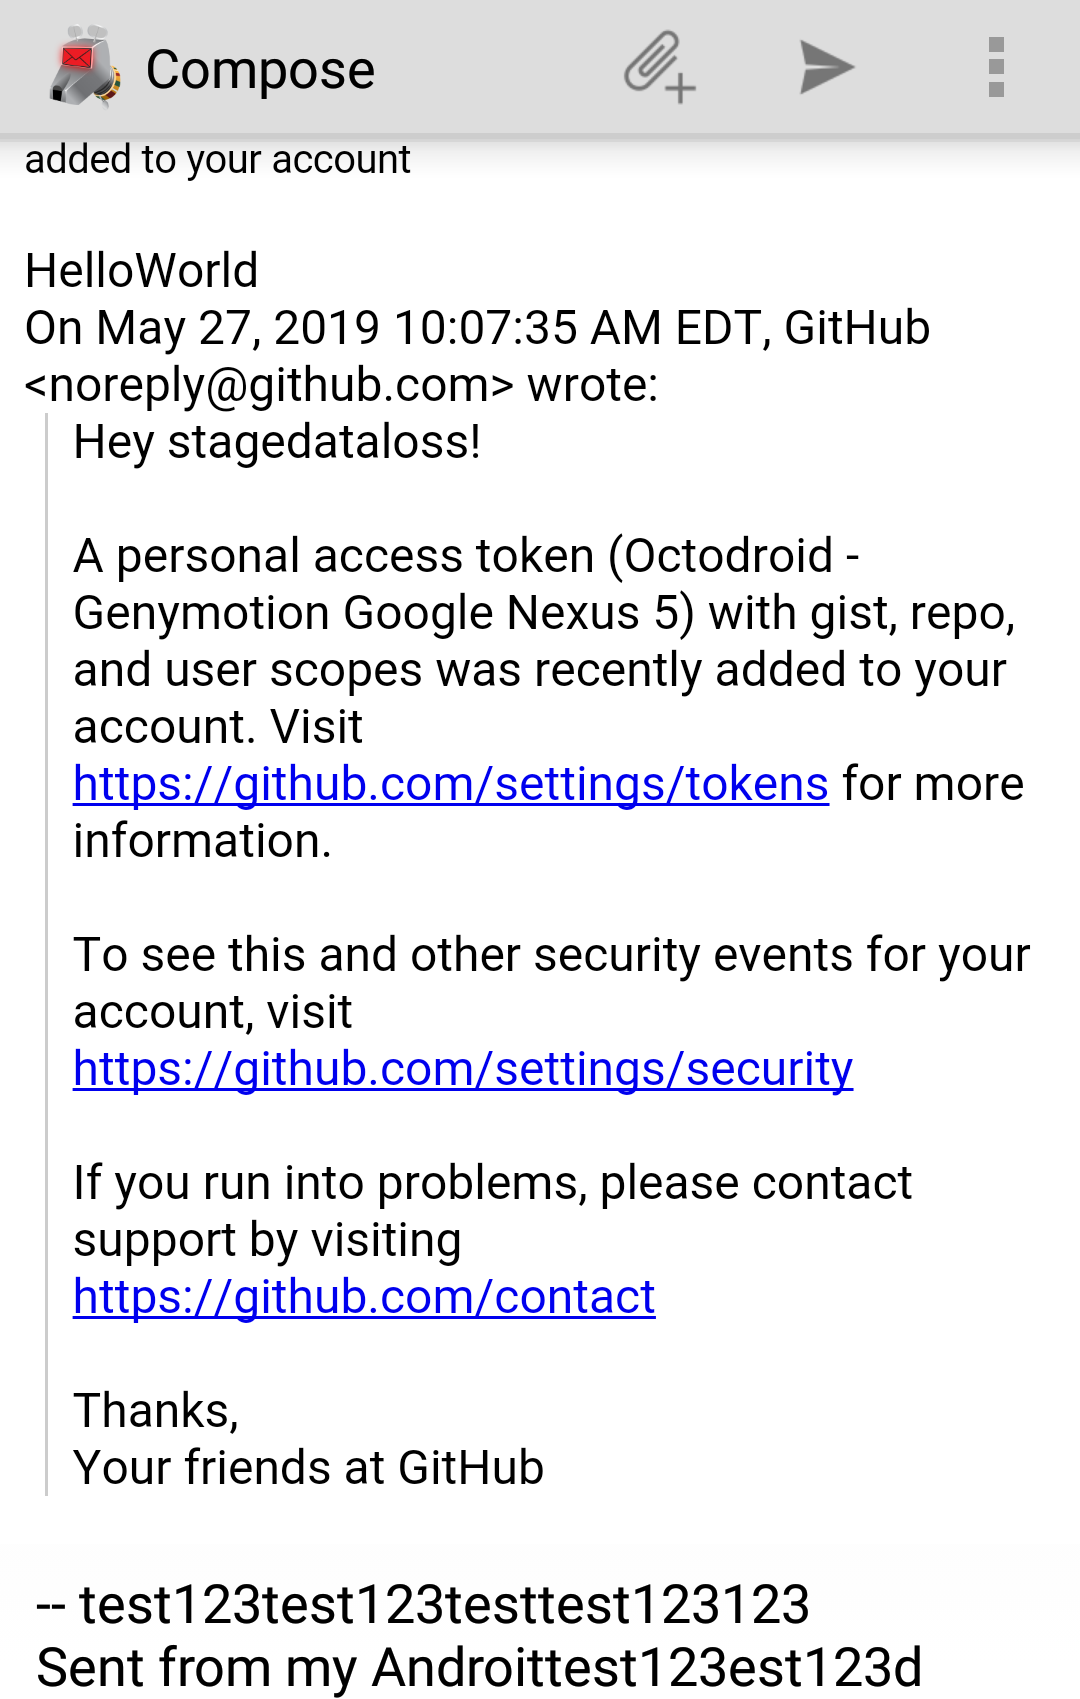 Compose
added to your account
HelloWorld
On May 27, 2019 10:07:35 AM EDT, GitHub
<noreply@github.com> wrote:
Hey stagedataloss!
A personal access token (Octodroid -
Genymotion Google Nexus 5) with gist, repo,
and user scopes was recently added to your
account. Visit
https://github.com/settings/tokens for more
information.
To see this and other security events for your
account, visit
https://github.com/settings/security
If you run into problems, please contact
support by visiting
https://github.com/contact
Thanks,
Your friends at GitHub
-- test123test123testtest123123
Sent from my Androittest123est123d